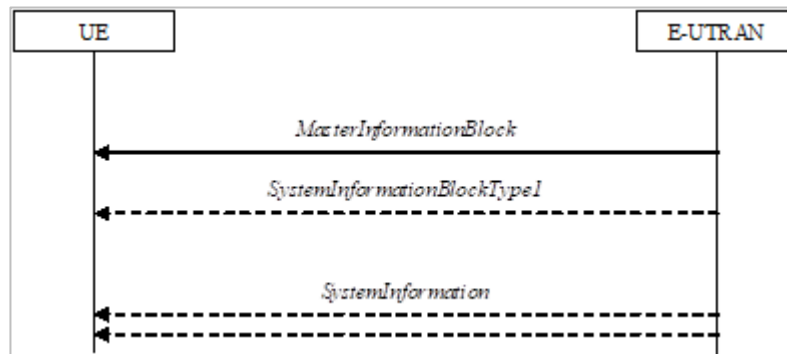 UE
E-UTRAN
MasterInformationBlock
SystemInformationBlockType1
SystemInformation